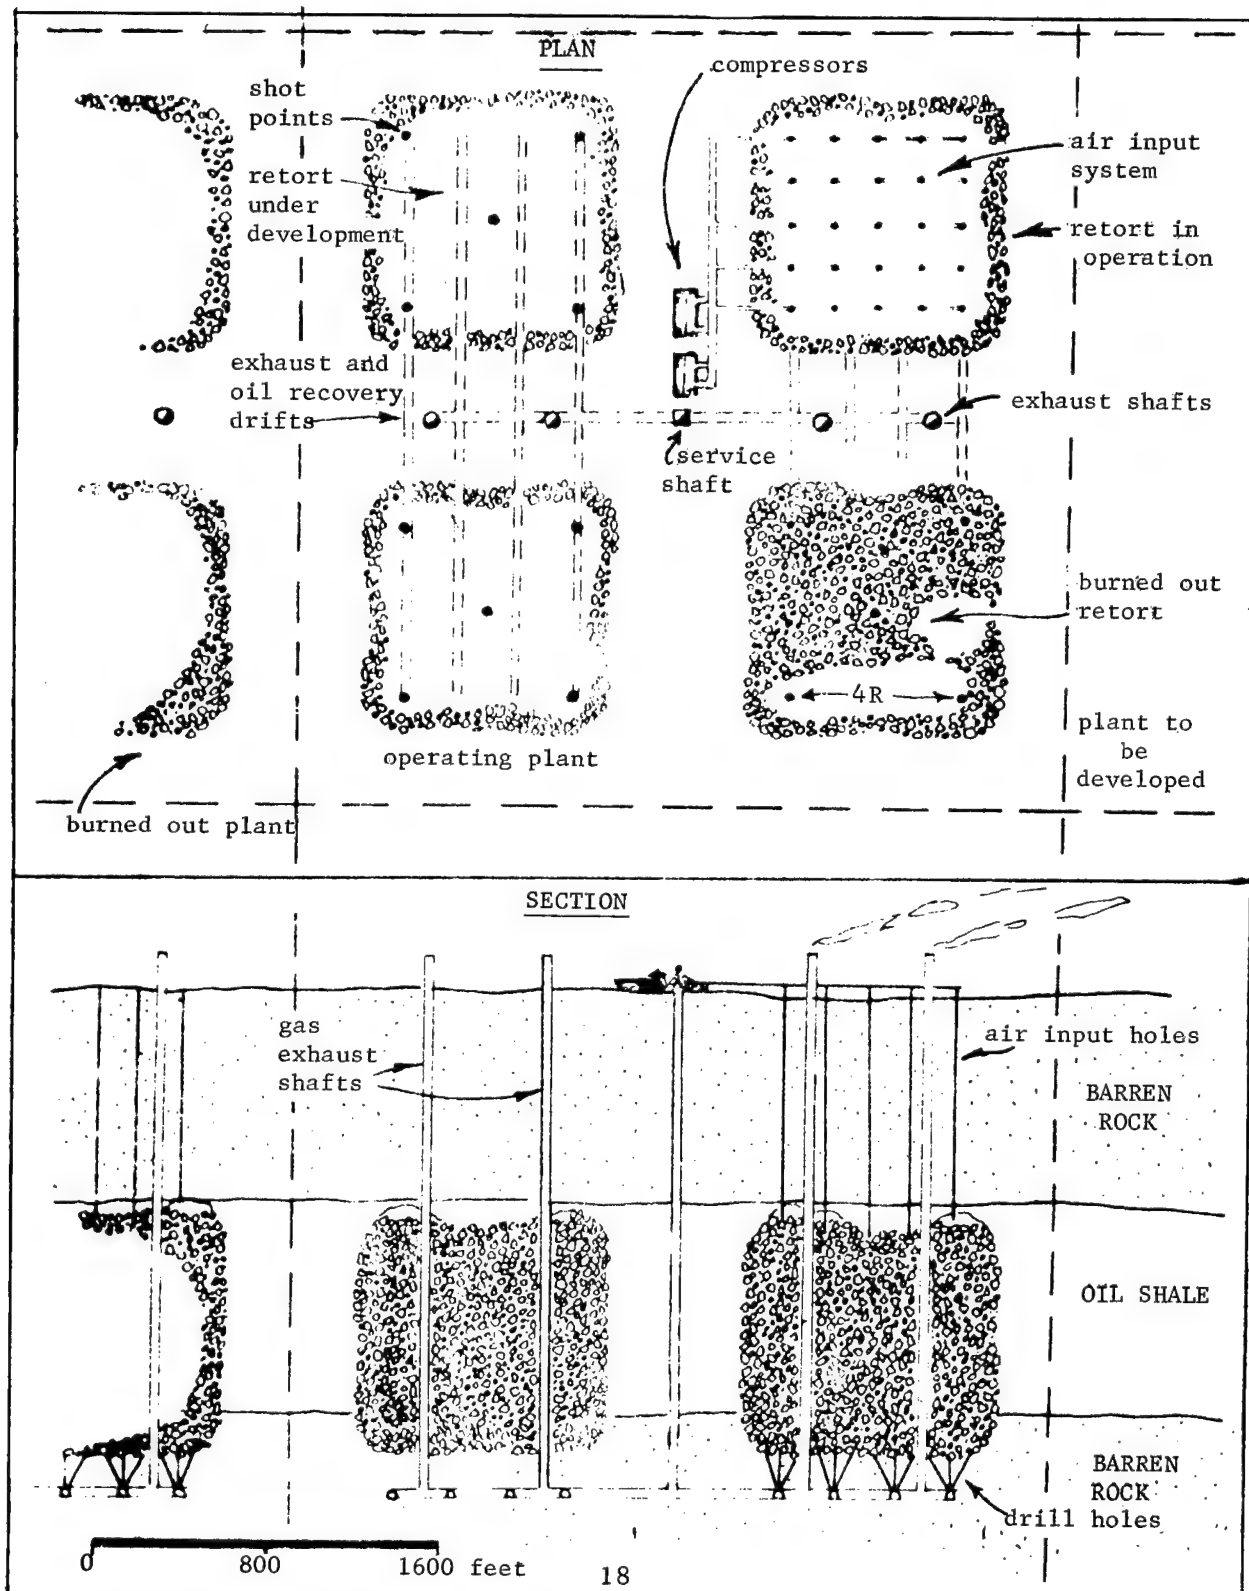 PLAN
compressors
shot
points
retort
under
development
air input
system
retort in
operation
exhaust and
oil recovery
drifts
exhaust shafts
service
shaft
burned out
retort
4R
operating plant
plant to
be
developed
burned out plant
SECTION
gas
exhaust
shafts
air input holes
BARREN
ROCK
OIL SHALE
BARREN
ROCK
drill holes
0 800 1600 feet
18